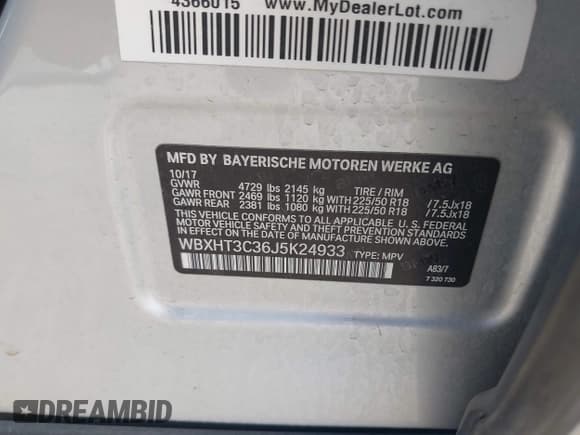 4366015 www.MyDealerLot.com
MFD BY BAYERISCHE MOTOREN WERKE AG
10/17
GVWR 4729 lbs 2145 kg TIRE / RIM
GAWR FRONT 2469 lbs 1120 kg WITH 225/50 R18 /7.5Jx18
GAWR REAR 2381 lbs 1080 kg WITH 225/50 R18 /7.5Jx18
THIS VEHICLE CONFORMS TO ALL APPLICABLE U. S. FEDERAL
MOTOR VEHICLE SAFETY, BUMPER, AND THEFT PREVENTION
STANDARDS IN EFFECT ON THE DATE OF MANUFACTURE SHOWN ABOVE.
WBXHT3C36J5K24933 TYPE: MPV
A83/7
7 320 730
DREAMBID